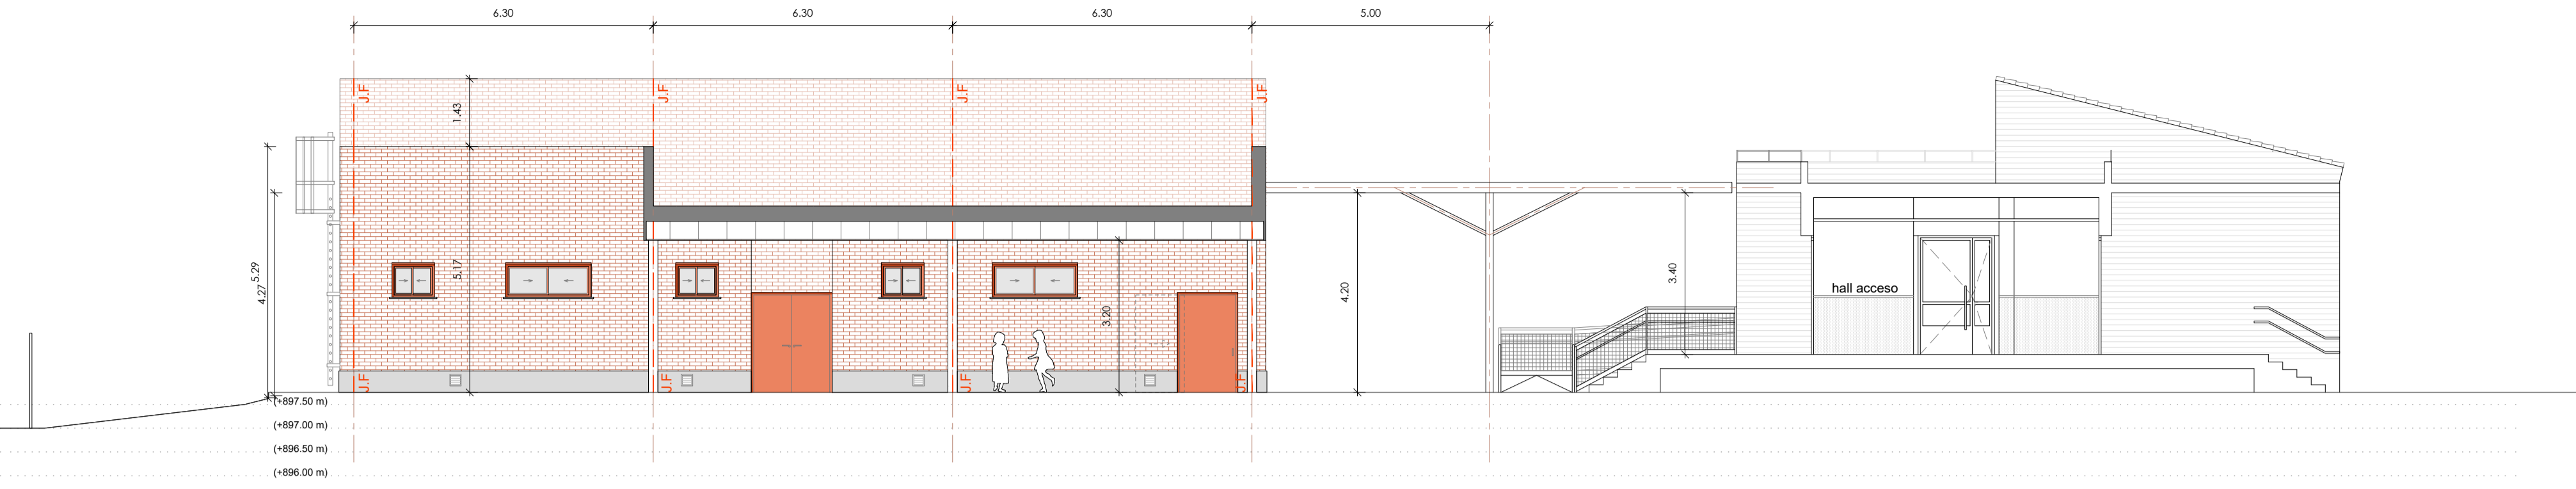 6.30
6.30
6.30
5.00
J.F
J.F
J.F
J.F
1.43
5.29
4.27
5.17
3.20
4.20
3.40
hall acceso
J.F
J.F
J.F
J.F
(+897.50 m)
(+897.00 m)
(+896.50 m)
(+896.00 m)